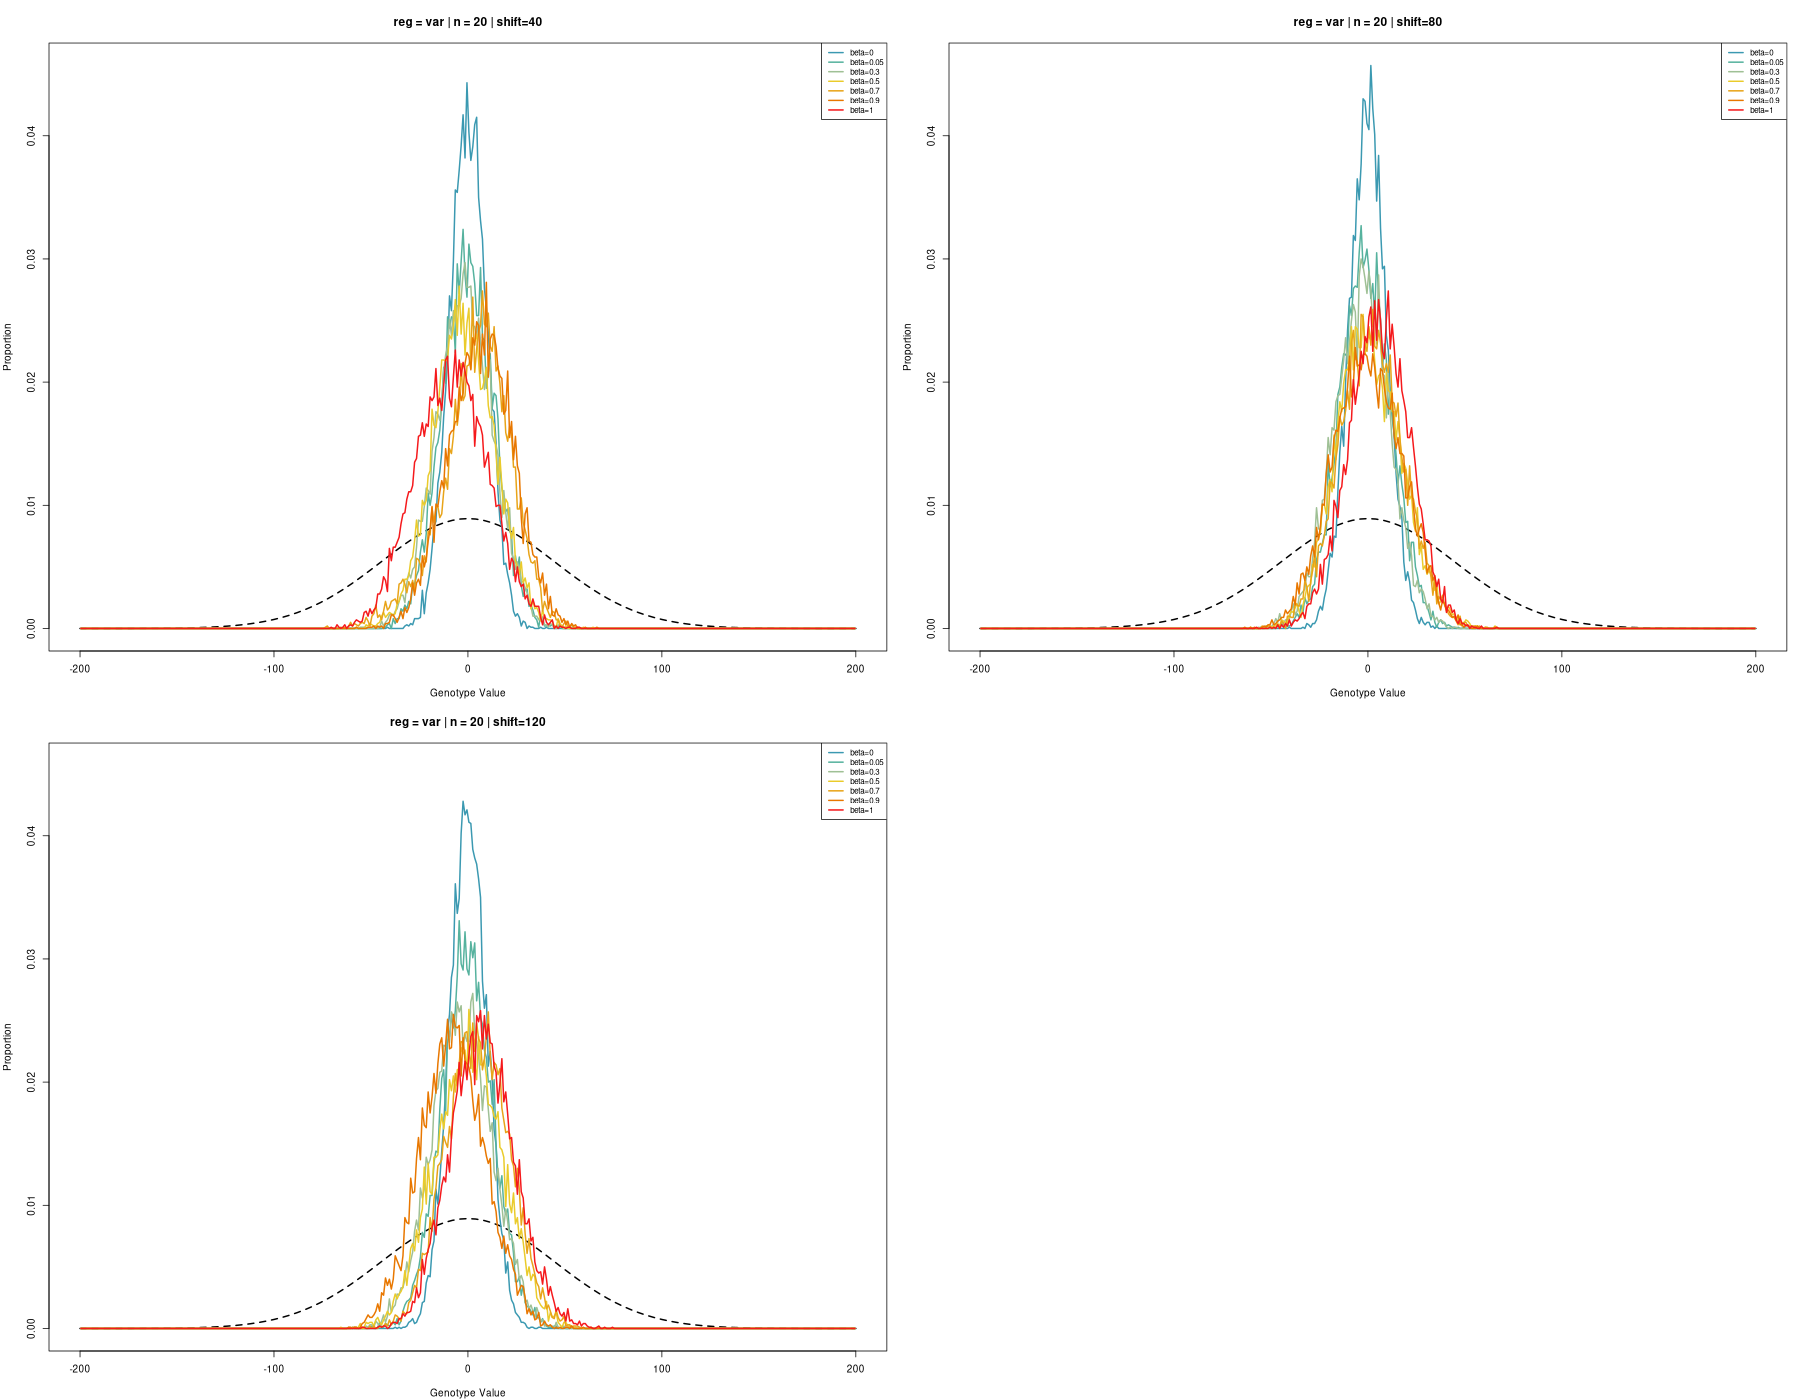 reg = var | n = 20 | shift=40
beta=0
beta=0.05
beta=0.3
beta=0.5
beta=0.7
beta=0.9
beta=1
Proportion
0.04
0.03
0.02
0.01
0.00
-200 -100 0 100 200
Genotype Value
reg = var | n = 20 | shift=80
beta=0
beta=0.05
beta=0.3
beta=0.5
beta=0.7
beta=0.9
beta=1
Proportion
0.04
0.03
0.02
0.01
0.00
-200 -100 0 100 200
Genotype Value
reg = var | n = 20 | shift=120
beta=0
beta=0.05
beta=0.3
beta=0.5
beta=0.7
beta=0.9
beta=1
Proportion
0.04
0.03
0.02
0.01
0.00
-200 -100 0 100 200
Genotype Value